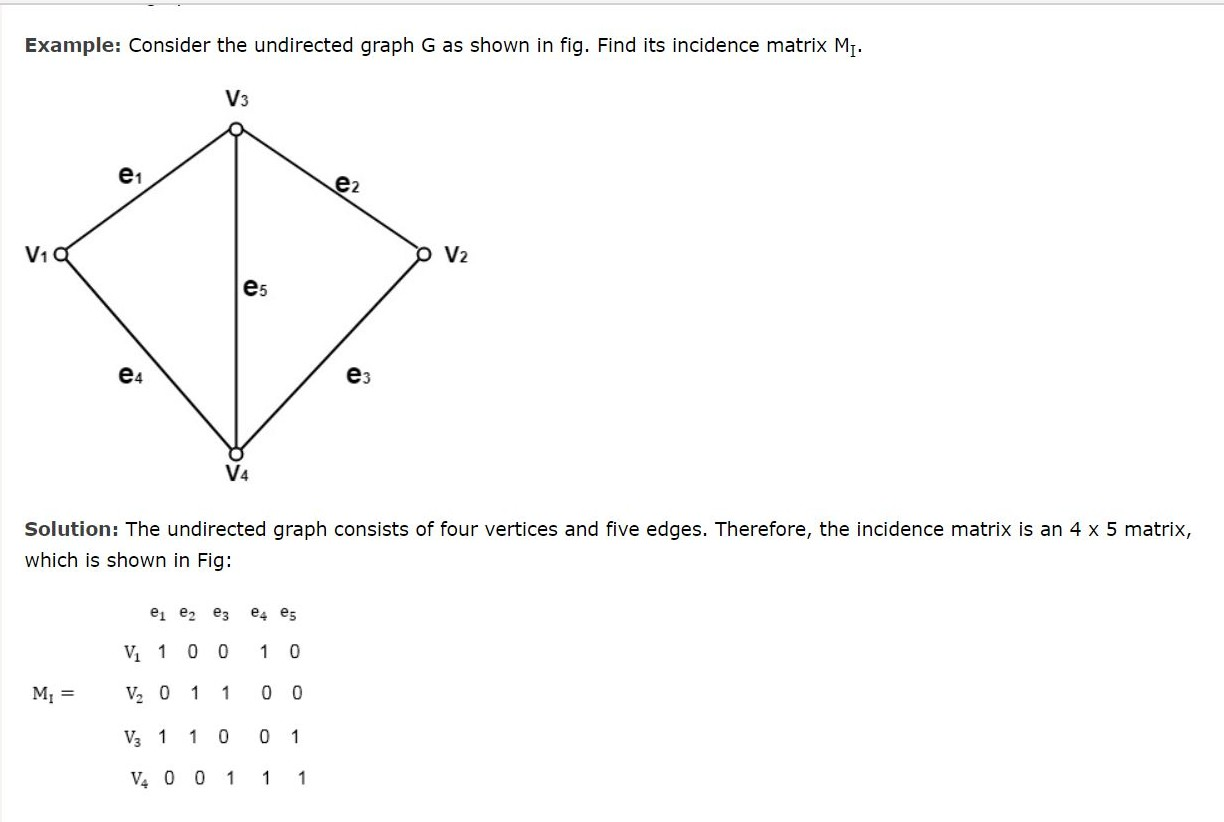 Example: Consider the undirected graph G as shown in fig. Find its incidence matrix M_I.
V3
e1
e2
V1
V2
e5
e4
e3
V4
Solution: The undirected graph consists of four vertices and five edges. Therefore, the incidence matrix is an 4 x 5 matrix,
which is shown in Fig:
e₁ e₂ e₃ e₄ e₅
V₁ 1 0 0 1 0
M_I = V₂ 0 1 1 0 0
V₃ 1 1 0 0 1
V₄ 0 0 1 1 1